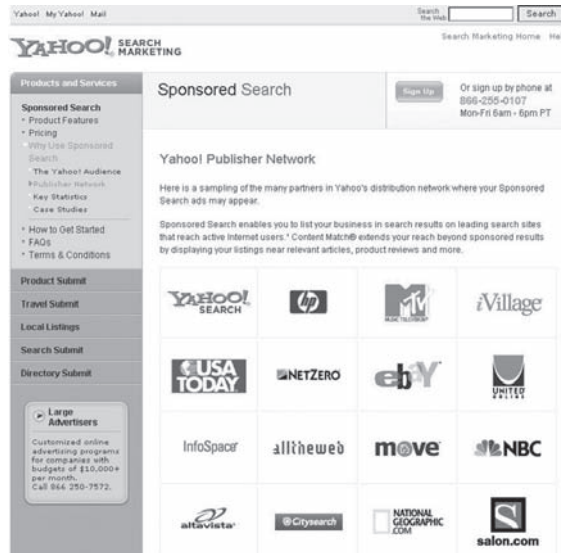 Yahoo! My Yahoo! Mail
Search
the Web
Search
YAHOO! SEARCH
MARKETING
Search Marketing Home He
Products and Services
Sponsored Search
Product Features
Pricing
Why Use Sponsored
Search
The Yahoo! Audience
Publisher Network
Key Statistics
Case Studies
How to Get Started
FAQs
Terms & Conditions
Product Submit
Travel Submit
Local Listings
Search Submit
Directory Submit
Large
Advertisers
Customized online
advertising programs
for companies with
budgets of $10,000+
per month.
Call 866 250-7572.
Sponsored Search
Sign Up
Or sign up by phone at
866-255-0107
Mon-Fri 6am - 6pm PT
Yahoo! Publisher Network
Here is a sampling of the many partners in Yahoo's distribution network where your Sponsored
Search ads may appear.
Sponsored Search enables you to list your business in search results on leading search sites
that reach active Internet users.* Content Match® extends your reach beyond sponsored results
by displaying your listings near relevant articles, product reviews and more.
YAHOO!
SEARCH
hp
MTV
MUSIC TELEVISION
iVillage
USA
TODAY
NETZERO
ebY
UNITED
ONLINE
InfoSpace
alltheweb
move
NBC
altavista
Citysearch
NATIONAL
GEOGRAPHIC
.COM
S
salon.com